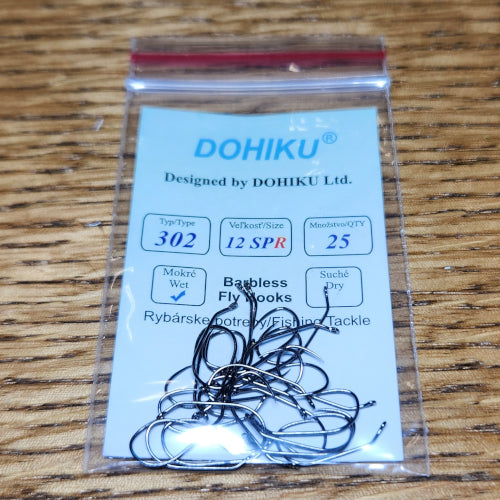 DOHIKU®
Designed by DOHIKU Ltd.
Typ/Type Veľkosť/Size Množstvo/QTY
302 12 SPR 25
Mokré Suché
Wet Barbless Dry
Fly Hooks
Rybárske potreby/Fishing Tackle